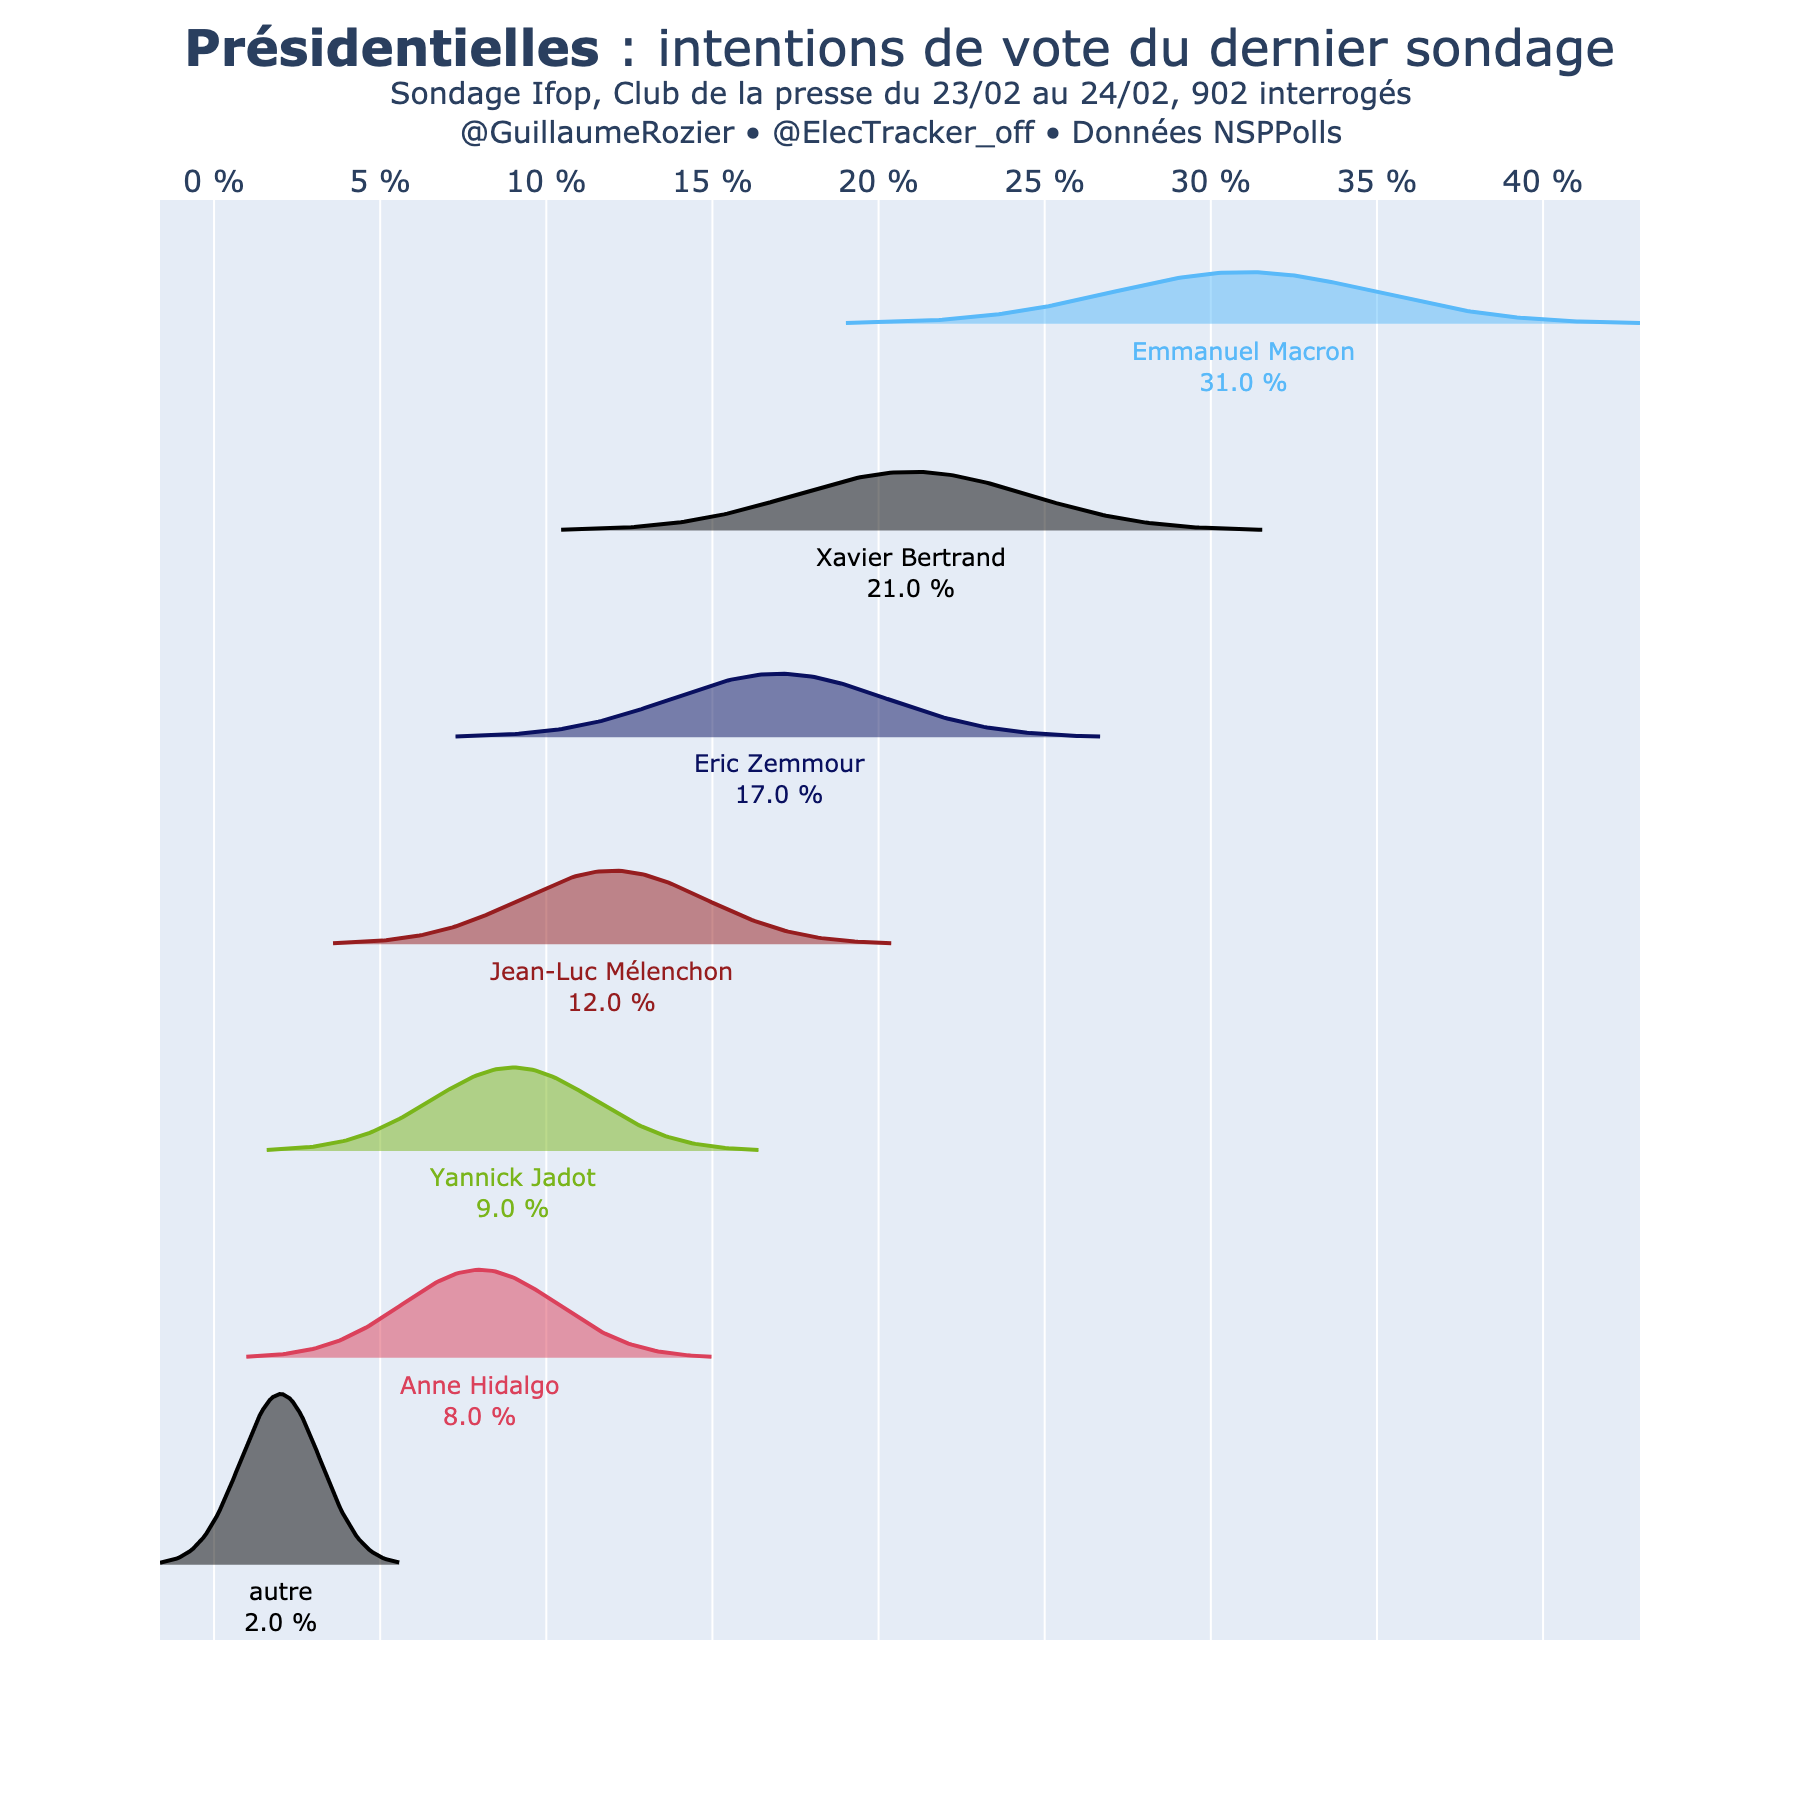 Présidentielles : intentions de vote du dernier sondage
Sondage Ifop, Club de la presse du 23/02 au 24/02, 902 interrogés
@GuillaumeRozier • @ElecTracker_off • Données NSPPolls
0 % 5 % 10 % 15 % 20 % 25 % 30 % 35 % 40 %
Emmanuel Macron
31.0 %
Xavier Bertrand
21.0 %
Eric Zemmour
17.0 %
Jean-Luc Mélenchon
12.0 %
Yannick Jadot
9.0 %
Anne Hidalgo
8.0 %
autre
2.0 %